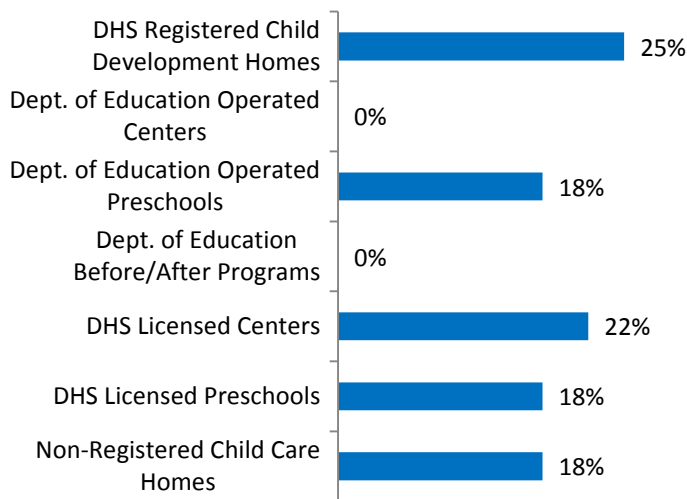 DHS Registered Child
Development Homes
25%
Dept. of Education Operated
Centers
0%
Dept. of Education Operated
Preschools
18%
Dept. of Education
Before/After Programs
0%
DHS Licensed Centers
22%
DHS Licensed Preschools
18%
Non-Registered Child Care
Homes
18%